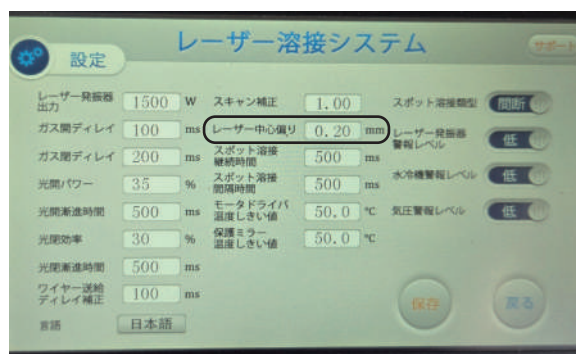 レーザー溶接システム
設定
サポート
レーザー発振器
出力
1500 W
ガス開ディレイ 100 ms
ガス閉ディレイ 200 ms
光開パワー 35 %
光開漸進時間 500 ms
光閉効率 30 %
光閉漸進時間 500 ms
ワイヤー送給
ディレイ補正
100 ms
言語 日本語
スキャン補正 1.00
レーザー中心偏り 0.20 mm
スポット溶接
継続時間
500 ms
スポット溶接
間隔時間
500 ms
モータドライバ
温度しきい値
50.0 ℃
保護ミラー
温度しきい値
50.0 ℃
スポット溶接類型 間断
レーザー発振器
警報レベル
低
水冷機警報レベル 低
気圧警報レベル 低
保存
戻る